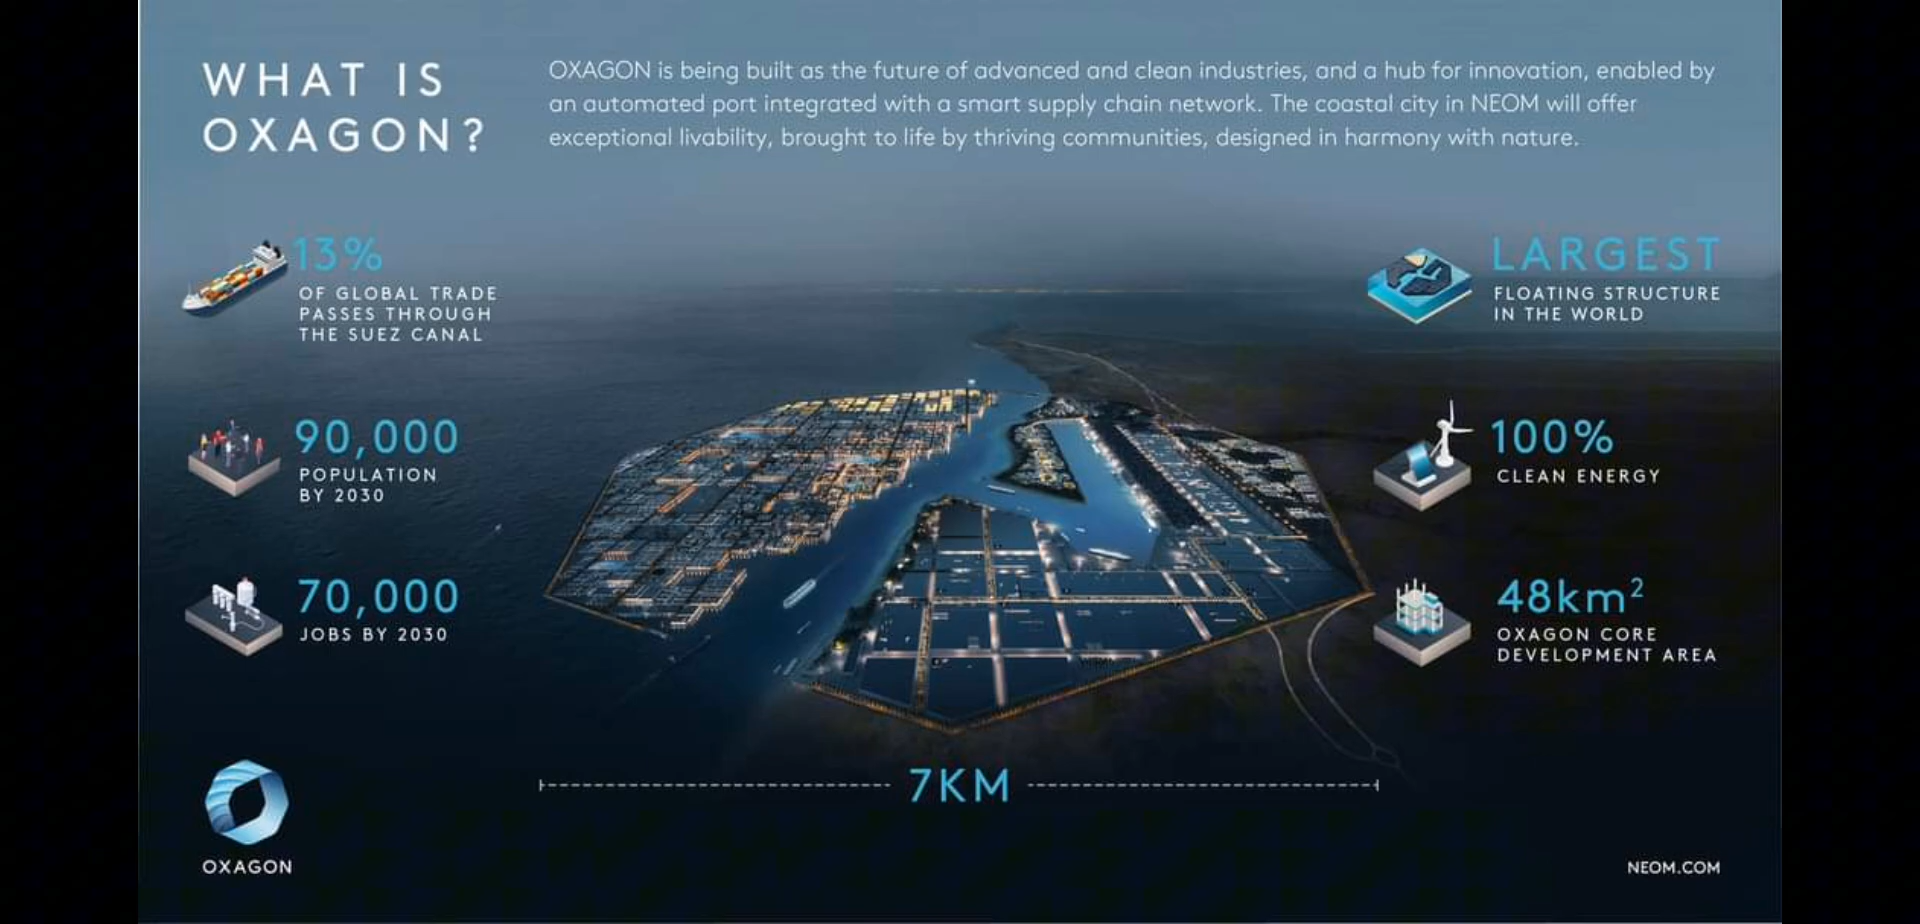 WHAT IS
OXAGON?
OXAGON is being built as the future of advanced and clean industries, and a hub for innovation, enabled by
an automated port integrated with a smart supply chain network. The coastal city in NEOM will offer
exceptional livability, brought to life by thriving communities, designed in harmony with nature.
13%
OF GLOBAL TRADE
PASSES THROUGH
THE SUEZ CANAL
90,000
POPULATION
BY 2030
70,000
JOBS BY 2030
LARGEST
FLOATING STRUCTURE
IN THE WORLD
100%
CLEAN ENERGY
48km²
OXAGON CORE
DEVELOPMENT AREA
7KM
OXAGON
NEOM.COM